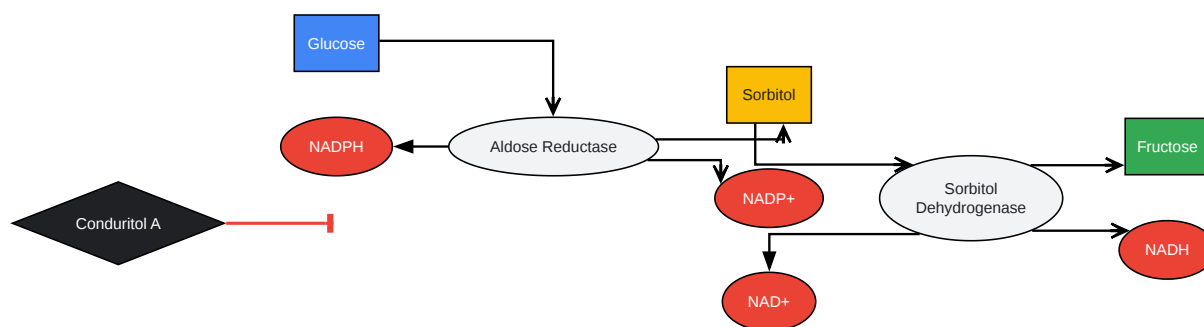 Glucose
Sorbitol
NADPH
Aldose Reductase
Fructose
Conduritol A
NADP+
Sorbitol
Dehydrogenase
NADH
NAD+